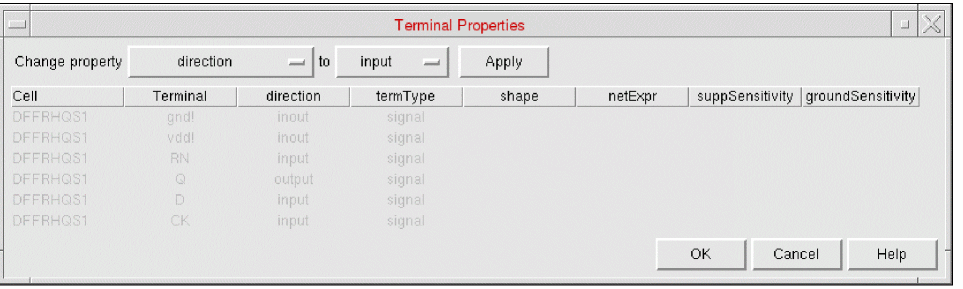 Terminal Properties
Change property direction to input Apply
Cell Terminal direction termType shape netExpr suppSensitivity groundSensitivity
DFFRHQS1 gnd! inout signal
DFFRHQS1 vdd! inout signal
DFFRHQS1 RN input signal
DFFRHQS1 Q output signal
DFFRHQS1 D input signal
DFFRHQS1 CK input signal
OK Cancel Help